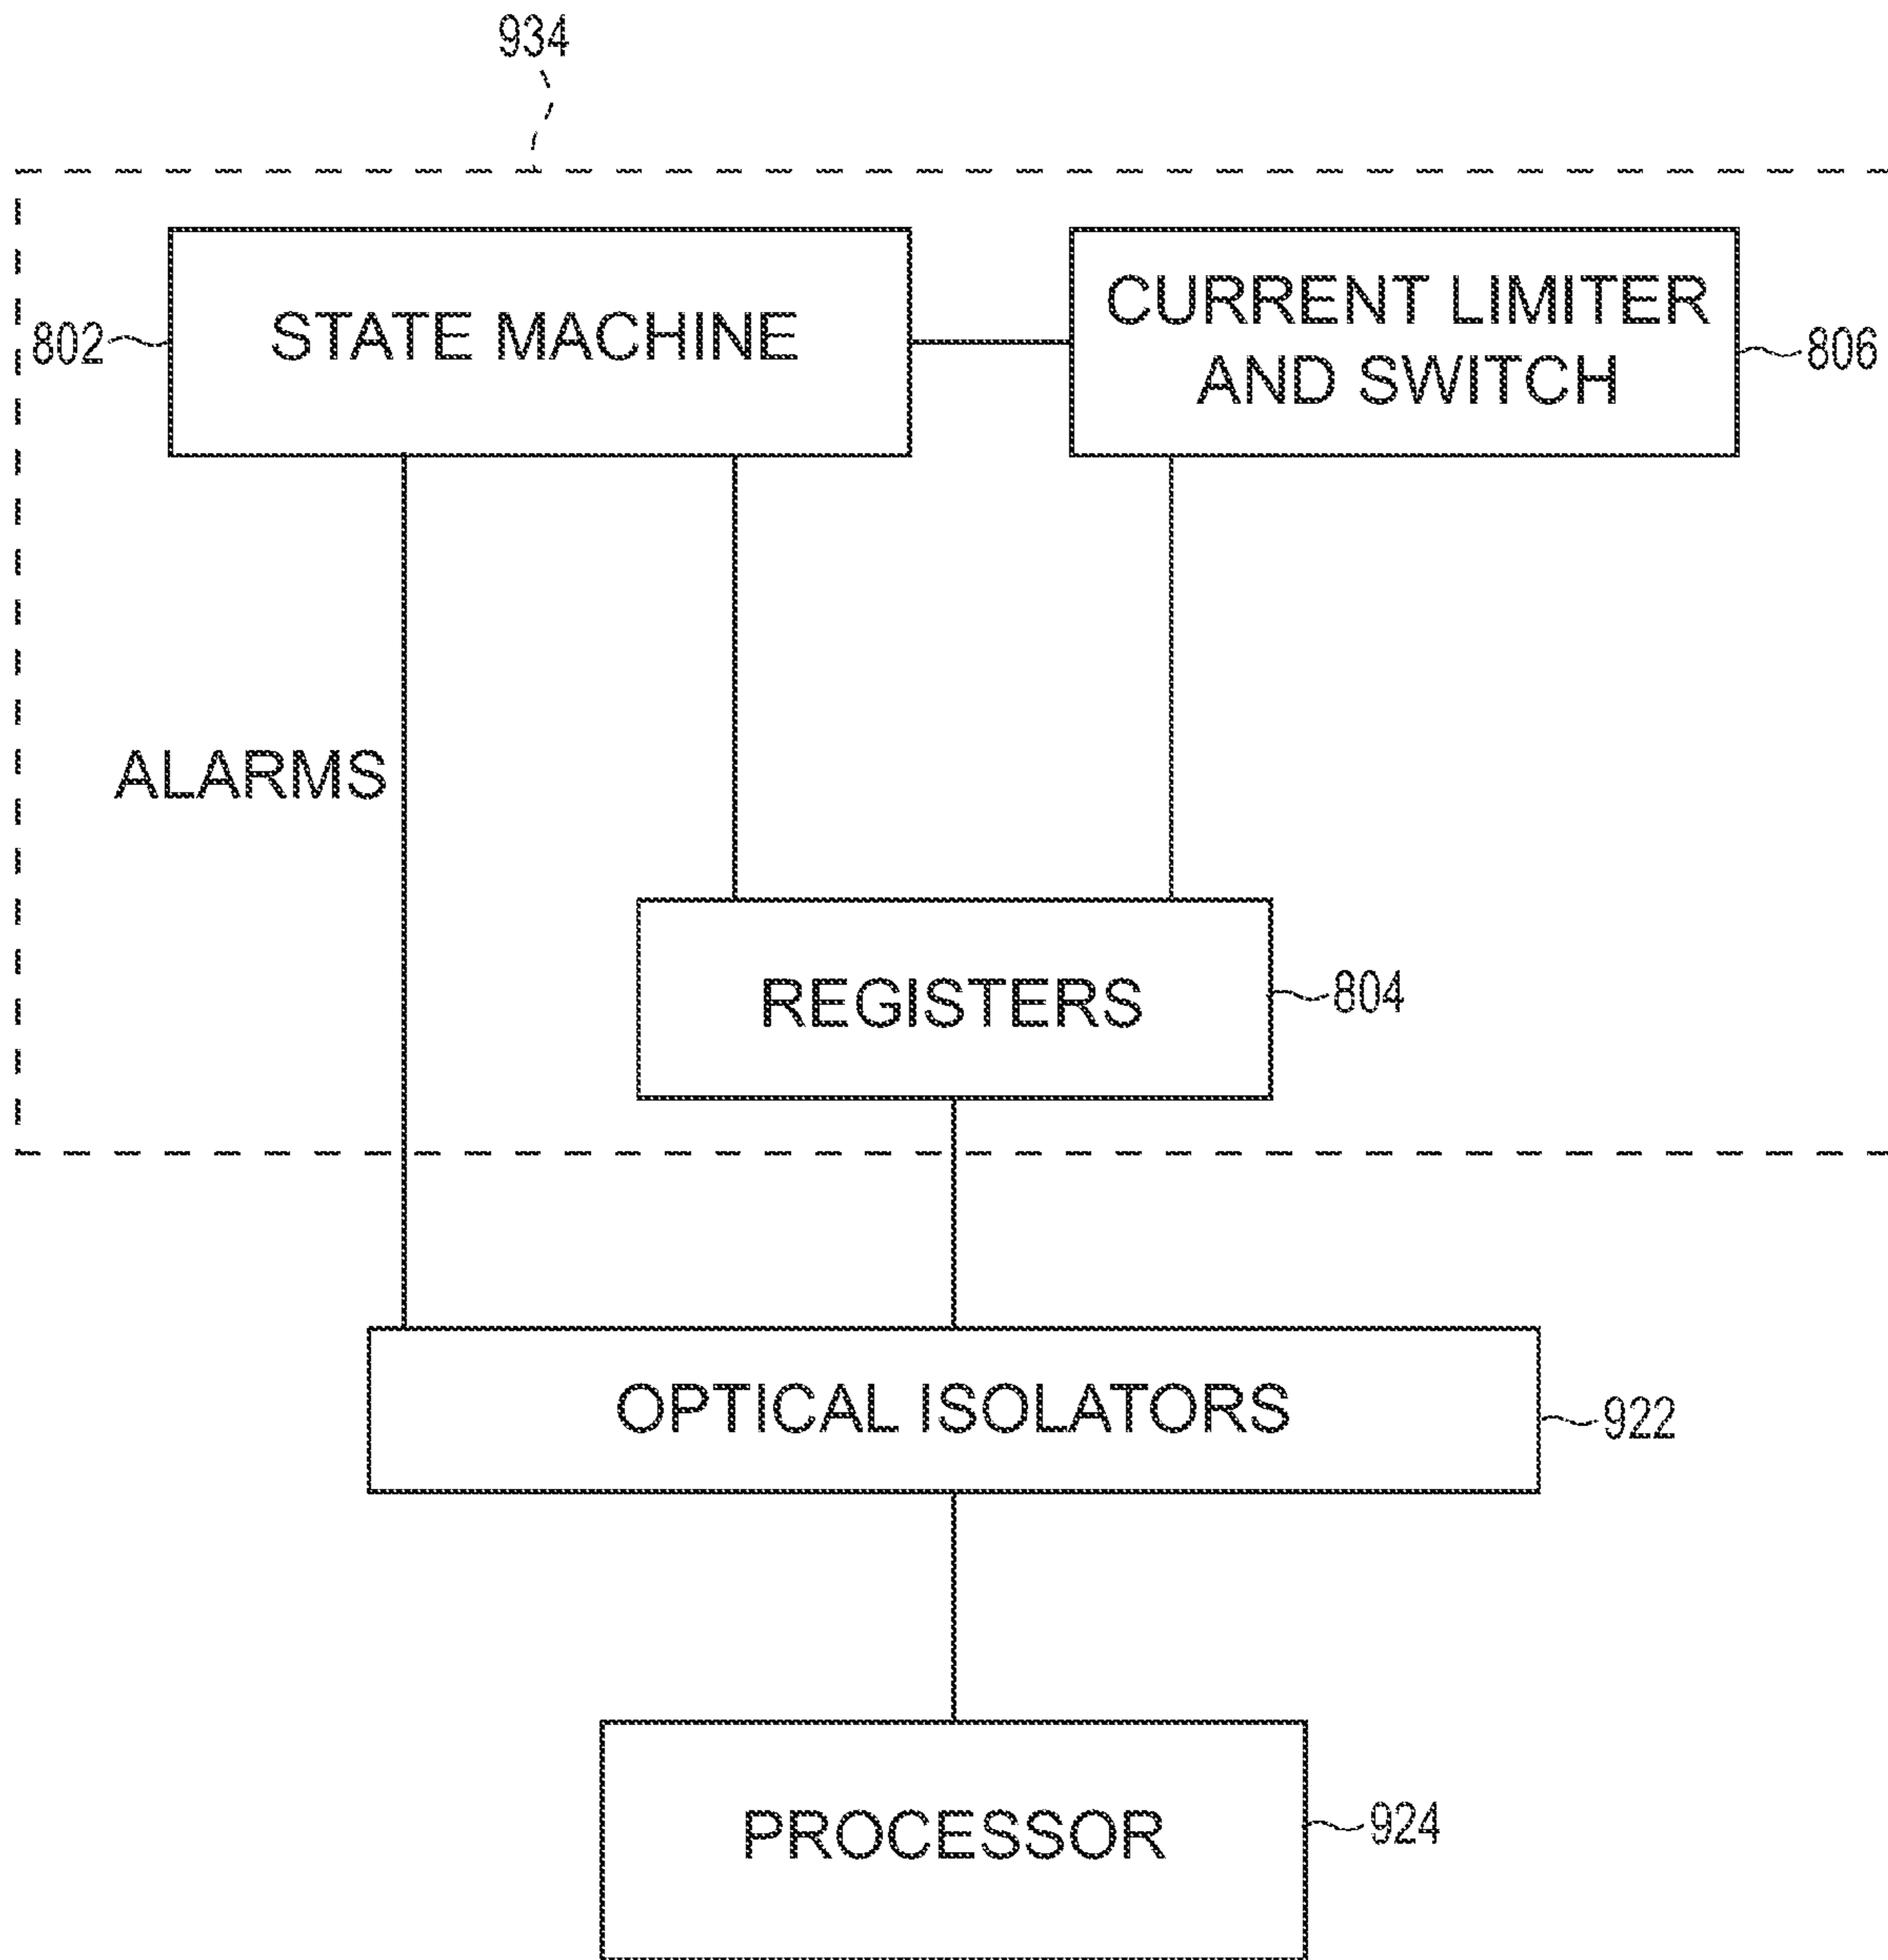 934
802
STATE MACHINE
CURRENT LIMITER
AND SWITCH
806
ALARMS
REGISTERS
804
OPTICAL ISOLATORS
922
PROCESSOR
924